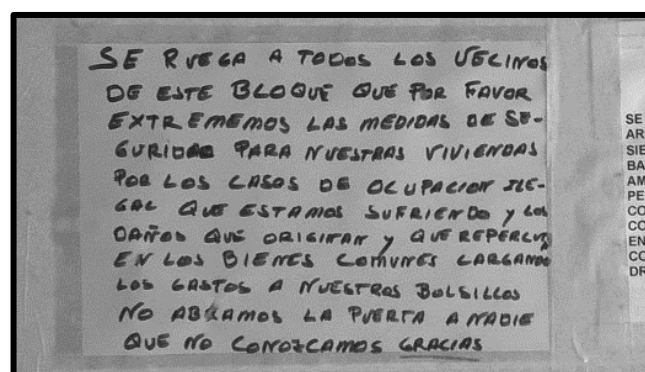 SE RUEGA A TODOS LOS VECINOS
DE ESTE BLOQUE QUE POR FAVOR
EXTREMEMOS LAS MEDIDAS DE SE-
GURIDAD PARA NUESTRAS VIVIENDAS
POR LOS CASOS DE OCUPACION ILE-
GAL QUE ESTAMOS SUFRIENDO Y LOS
DAÑOS QUE ORIGINAN Y QUE REPERCUT
EN LOS BIENES COMUNES CARGANDO
LOS GASTOS A NUESTROS BOLSILLOS
NO ABRAMOS LA PUERTA A NADIE
QUE NO CONOZCAMOS GRACIAS
SE
AR
SIE
BA
AM
PE
CO
CO
EN
CO
DR